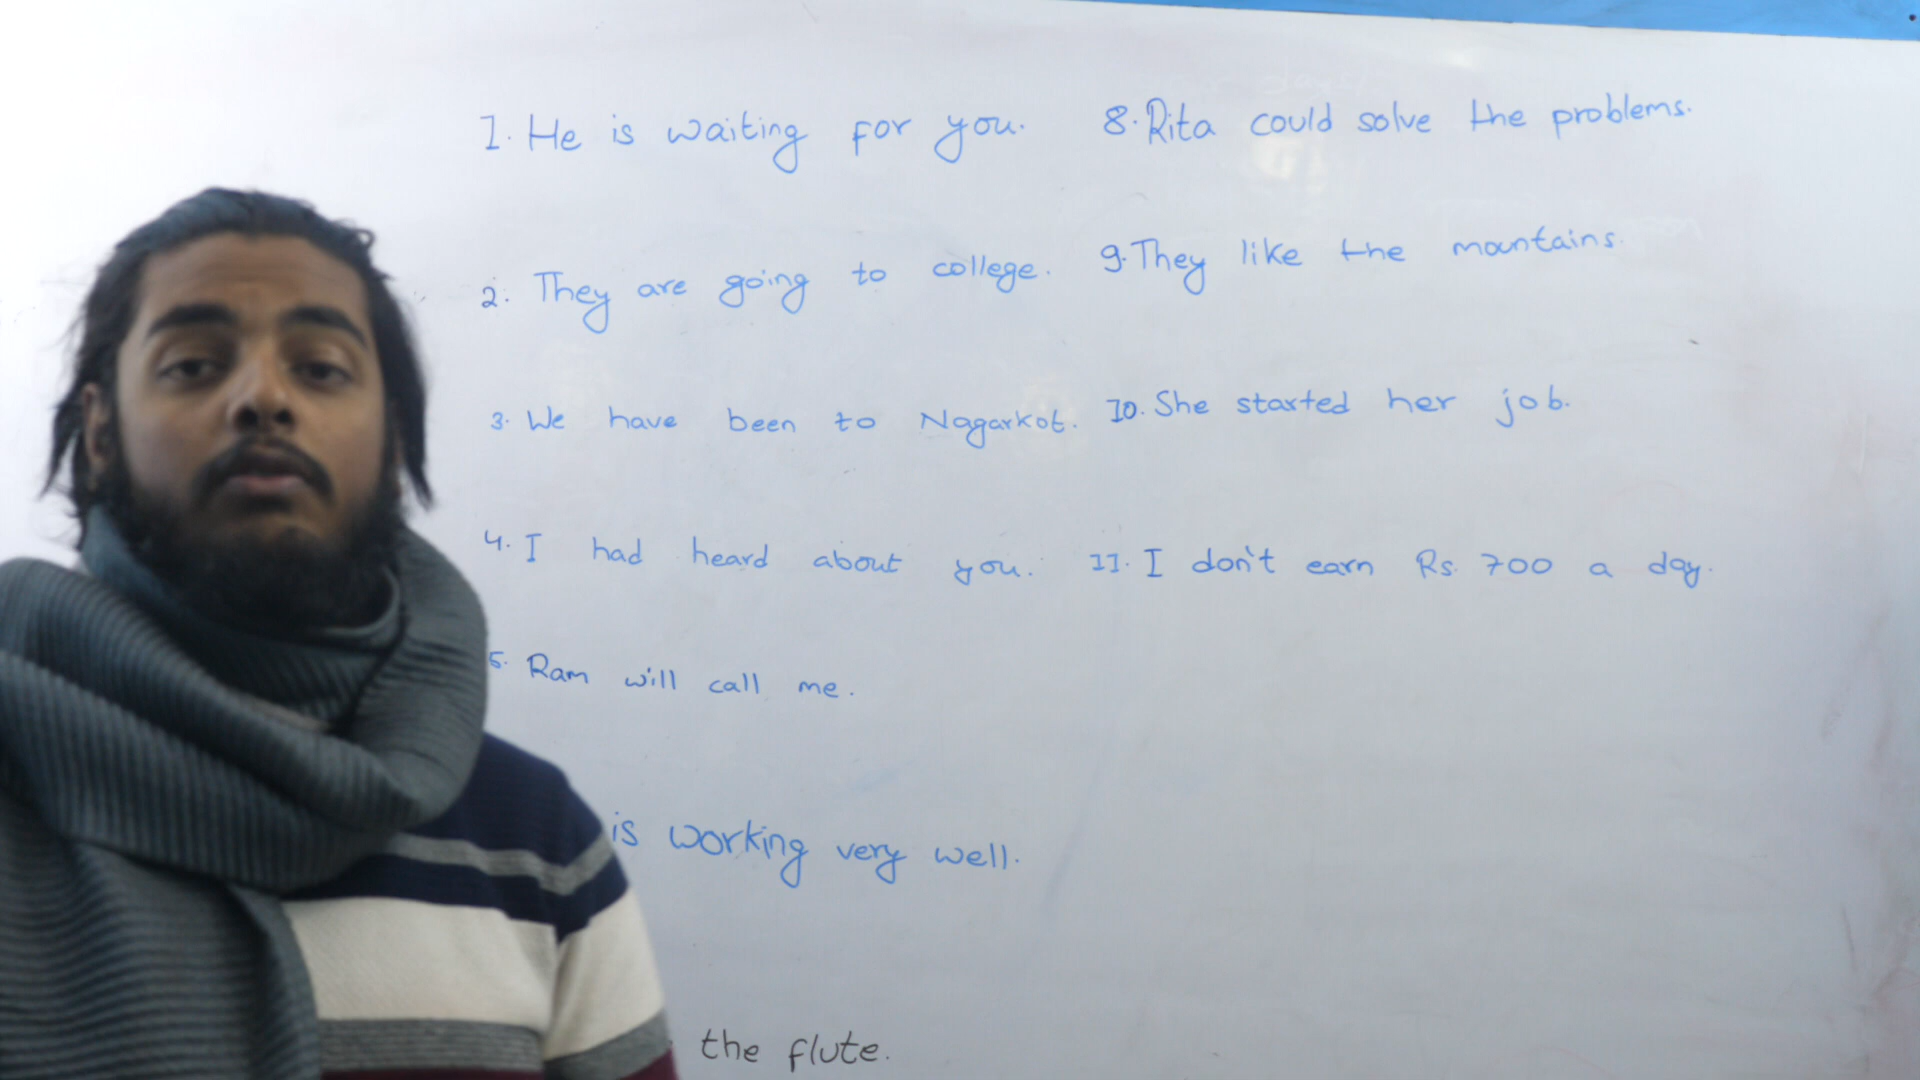 1. He is waiting for you.
2. They are going to college.
3. We have been to Nagarkot.
4. I had heard about you.
5. Ram will call me.
is working very well.
the flute.
8. Rita could solve the problems.
9. They like the mountains.
10. She started her job.
11. I don't earn Rs. 700 a day.